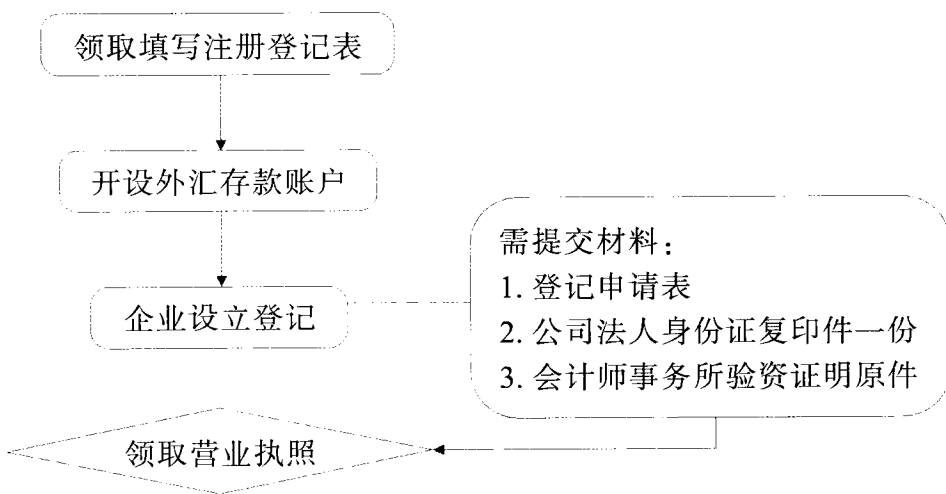 领取填写注册登记表
开设外汇存款账户
企业设立登记
需提交材料：
1. 登记申请表
2. 公司法人身份证复印件一份
3. 会计师事务所验资证明原件
领取营业执照